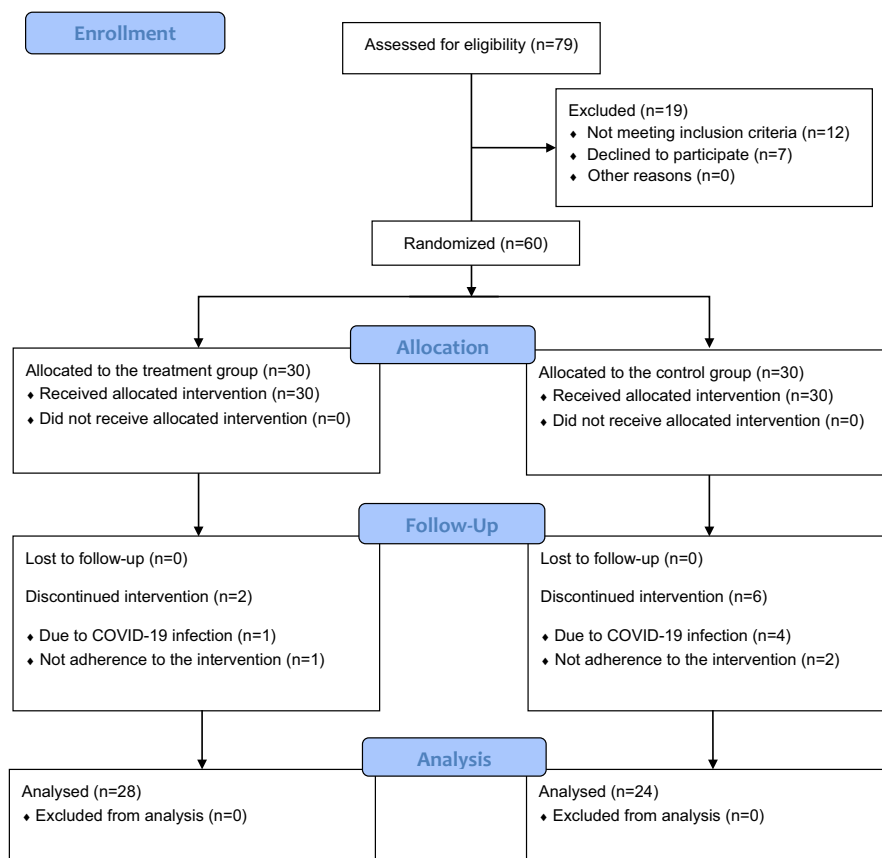 Enrollment
Assessed for eligibility (n=79)
Excluded (n=19)
♦ Not meeting inclusion criteria (n=12)
♦ Declined to participate (n=7)
♦ Other reasons (n=0)
Randomized (n=60)
Allocation
Allocated to the treatment group (n=30)
♦ Received allocated intervention (n=30)
♦ Did not receive allocated intervention (n=0)
Allocated to the control group (n=30)
♦ Received allocated intervention (n=30)
♦ Did not receive allocated intervention (n=0)
Follow-Up
Lost to follow-up (n=0)
Discontinued intervention (n=2)
♦ Due to COVID-19 infection (n=1)
♦ Not adherence to the intervention (n=1)
Lost to follow-up (n=0)
Discontinued intervention (n=6)
♦ Due to COVID-19 infection (n=4)
♦ Not adherence to the intervention (n=2)
Analysis
Analysed (n=28)
♦ Excluded from analysis (n=0)
Analysed (n=24)
♦ Excluded from analysis (n=0)